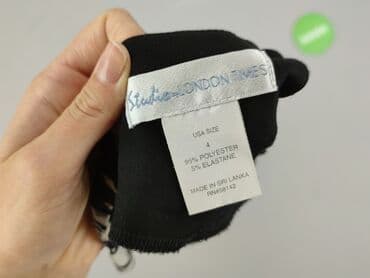 Studio LONDON TIMES
USA SIZE
4
95% POLYESTER
5% ELASTANE
MADE IN SRI LANKA